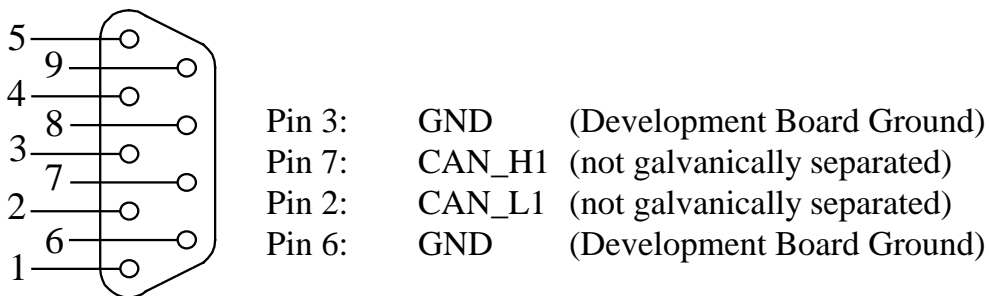 5
9
4
8
3
7
2
6
1
Pin 3: GND (Development Board Ground)
Pin 7: CAN_H1 (not galvanically separated)
Pin 2: CAN_L1 (not galvanically separated)
Pin 6: GND (Development Board Ground)